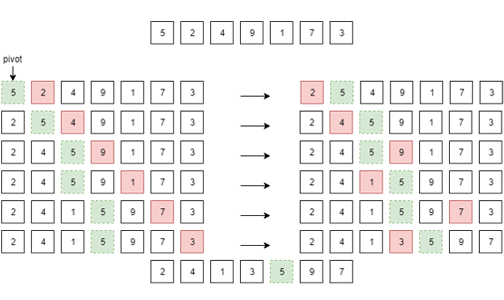 5 2 4 9 1 7 3
pivot
5 2 4 9 1 7 3 2 5 4 9 1 7 3
2 5 4 9 1 7 3 2 4 5 9 1 7 3
2 4 5 9 1 7 3 2 4 5 9 1 7 3
2 4 5 9 1 7 3 2 4 1 5 9 7 3
2 4 1 5 9 7 3 2 4 1 5 9 7 3
2 4 1 5 9 7 3 2 4 1 3 5 9 7
2 4 1 3 5 9 7